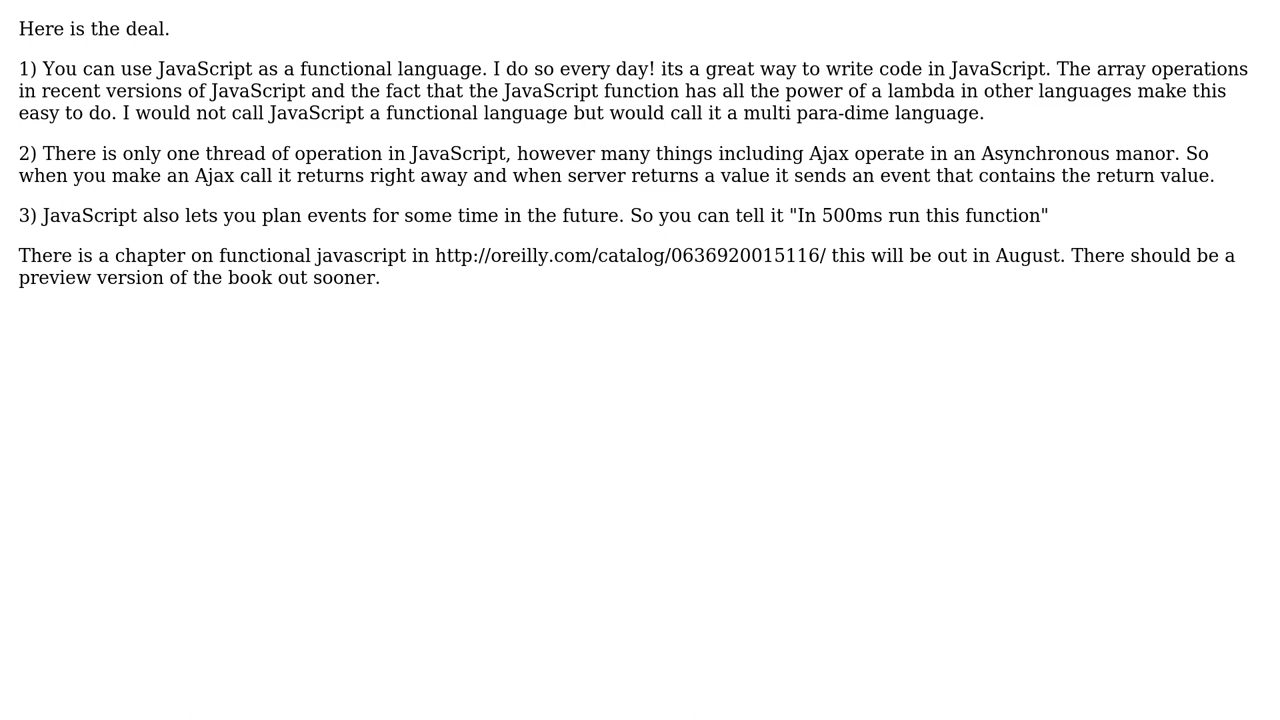 Here is the deal.
1) You can use JavaScript as a functional language. I do so every day! its a great way to write code in JavaScript. The array operations
in recent versions of JavaScript and the fact that the JavaScript function has all the power of a lambda in other languages make this
easy to do. I would not call JavaScript a functional language but would call it a multi para-dime language.
2) There is only one thread of operation in JavaScript, however many things including Ajax operate in an Asynchronous manor. So
when you make an Ajax call it returns right away and when server returns a value it sends an event that contains the return value.
3) JavaScript also lets you plan events for some time in the future. So you can tell it "In 500ms run this function"
There is a chapter on functional javascript in http://oreilly.com/catalog/0636920015116/ this will be out in August. There should be a
preview version of the book out sooner.